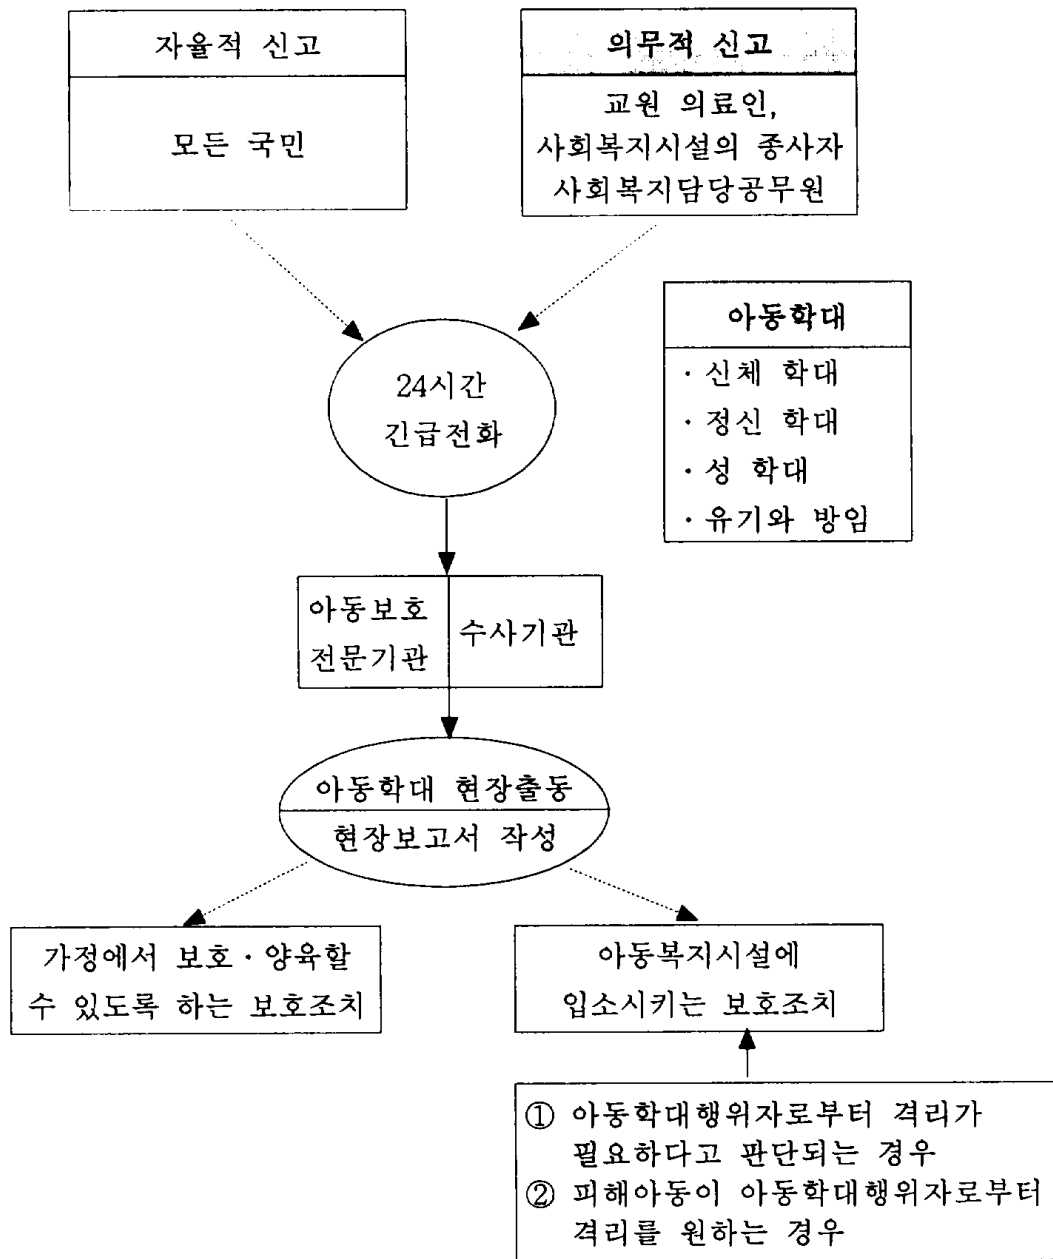 자율적 신고
모든 국민
의무적 신고
교원 의료인,
사회복지시설의 종사자
사회복지담당공무원
24시간
긴급전화
아동학대
· 신체 학대
· 정신 학대
· 성 학대
· 유기와 방임
아동보호
전문기관
수사기관
아동학대 현장출동
현장보고서 작성
가정에서 보호 · 양육할
수 있도록 하는 보호조치
아동복지시설에
입소시키는 보호조치
① 아동학대행위자로부터 격리가
필요하다고 판단되는 경우
② 피해아동이 아동학대행위자로부터
격리를 원하는 경우